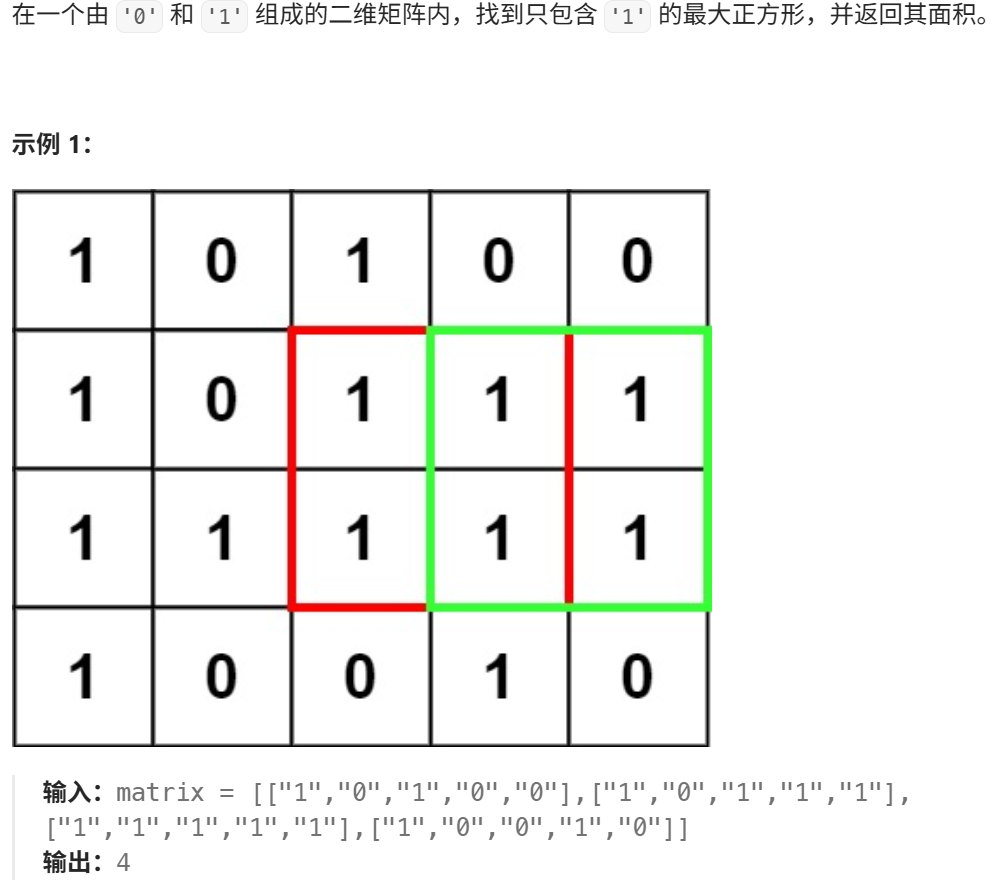 在一个由 '0' 和 '1' 组成的二维矩阵内，找到只包含 '1' 的最大正方形，并返回其面积。
示例 1：
1 0 1 0 0
1 0 1 1 1
1 1 1 1 1
1 0 0 1 0
输入：matrix = [["1","0","1","0","0"],["1","0","1","1","1"],
["1","1","1","1","1"],["1","0","0","1","0"]]
输出：4